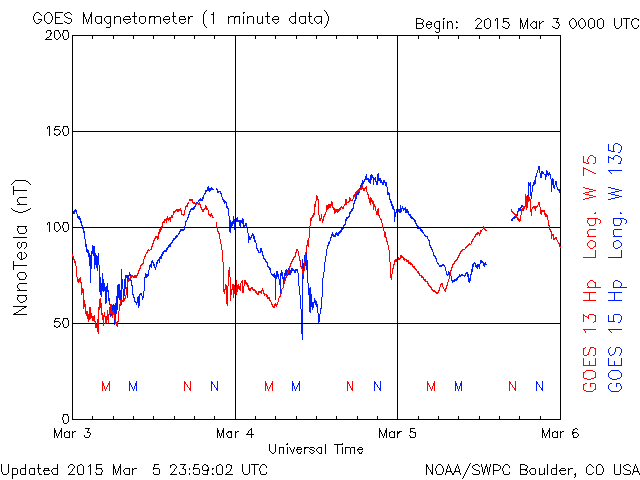 GOES Magnetometer (1 minute data)
Begin: 2015 Mar 3 0000 UTC
200
150
100
50
0
NanoTesla (nT)
M M N N M M N N M M N N
Mar 3 Mar 4 Mar 5 Mar 6
Universal Time
GOES 13 Hp Long. W 75
GOES 15 Hp Long. W 135
Updated 2015 Mar 5 23:59:02 UTC
NOAA/SWPC Boulder, CO USA